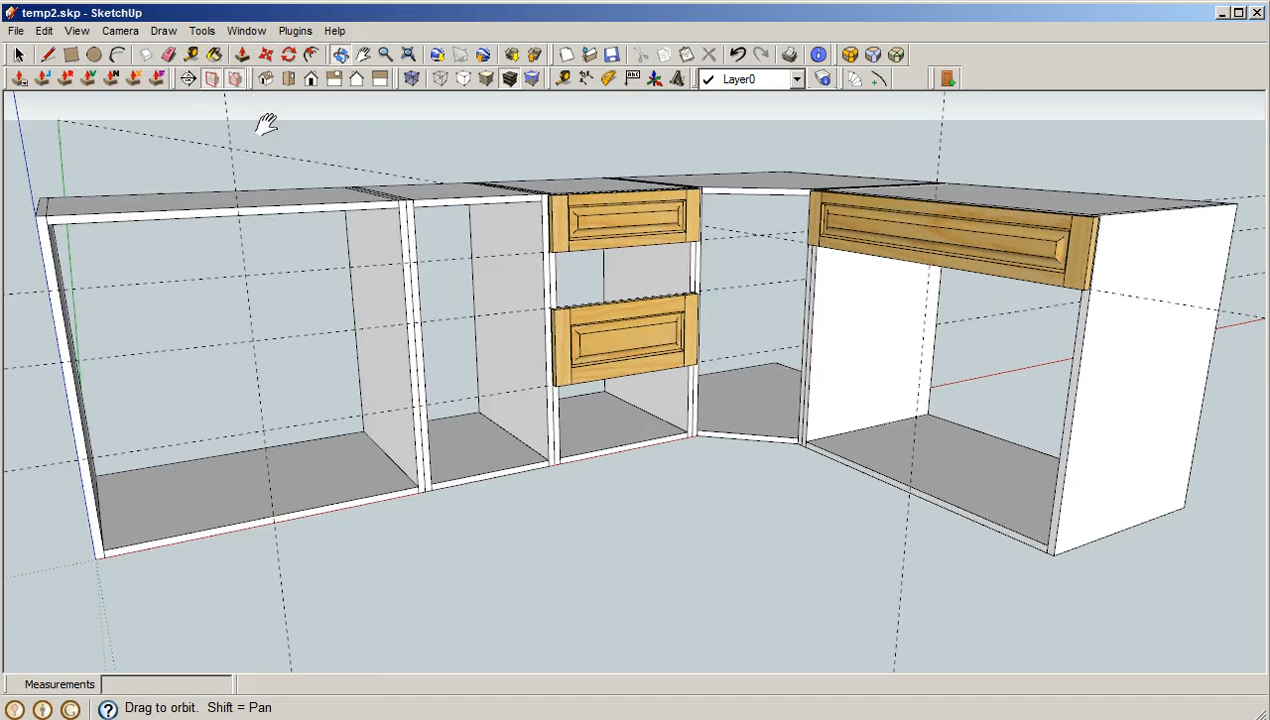 temp2.skp - SketchUp
File Edit View Camera Draw Tools Window Plugins Help
Layer0
Measurements
Drag to orbit. Shift = Pan